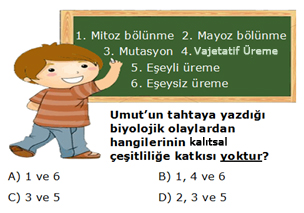 1. Mitoz bölünme 2. Mayoz bölünme
3. Mutasyon 4. Vajetatif Üreme
5. Eşeyli üreme
6. Eşeysiz üreme
Umut'un tahtaya yazdığı
biyolojik olaylardan
hangilerinin kalıtsal
çeşitliliğe katkısı yoktur?
A) 1 ve 6 B) 1, 4 ve 6
C) 3 ve 5 D) 2, 3 ve 5